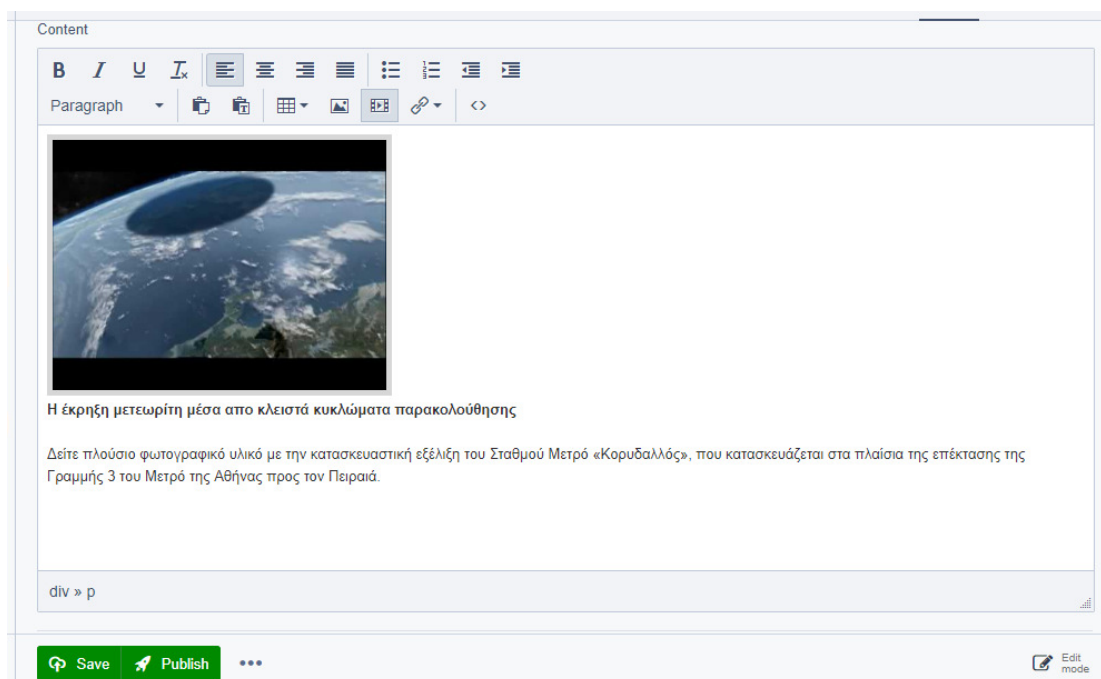 Content
B I U Tx
Paragraph
Η έκρηξη μετεωρίτη μέσα απο κλειστά κυκλώματα παρακολούθησης
Δείτε πλούσιο φωτογραφικό υλικό με την κατασκευαστική εξέλιξη του Σταθμού Μετρό «Κορυδαλλός», που κατασκευάζεται στα πλαίσια της επέκτασης της
Γραμμής 3 του Μετρό της Αθήνας προς τον Πειραιά.
div » p
Save Publish
Edit
mode